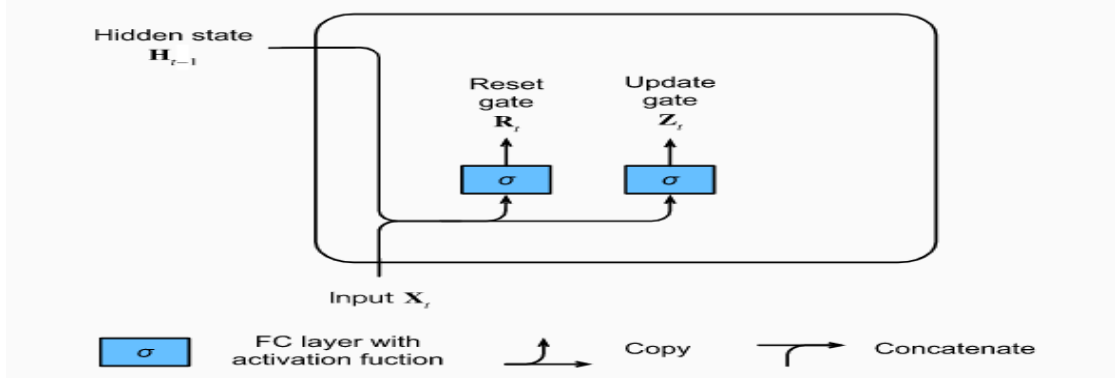 Hidden state
H_{t-1}
Reset
gate
R_t
Update
gate
Z_t
σ
σ
Input X_t
σ
FC layer with
activation fuction
Copy
Concatenate